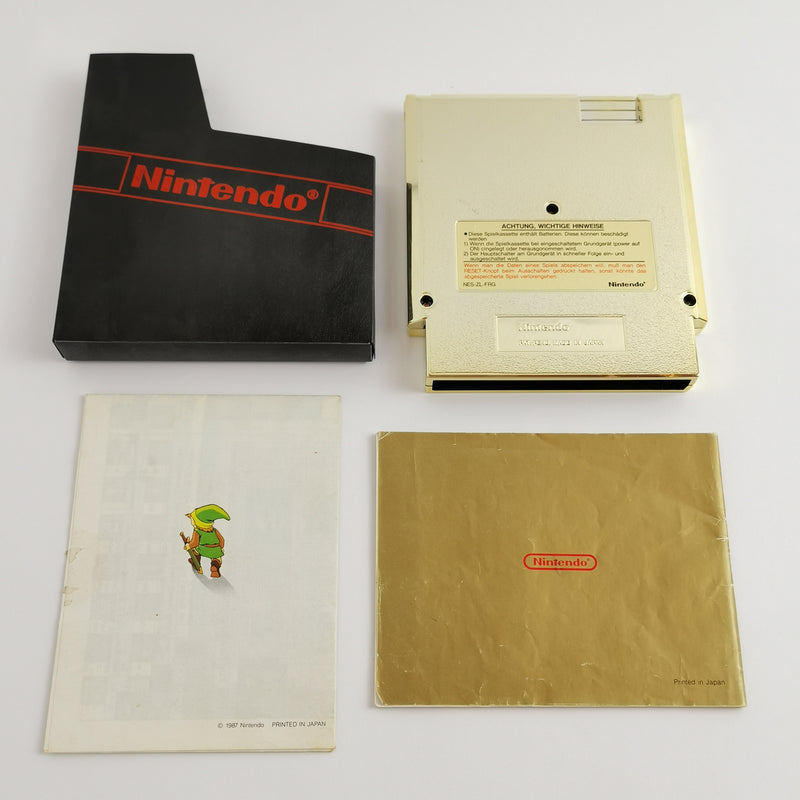 Nintendo®
ACHTUNG, WICHTIGE HINWEISE
● Diese Spielkassette enthält Batterien. Diese können beschädigt
werden
1) Wenn die Spielkassette bei eingeschaltetem Grundgerät (power auf
ON) eingelegt oder herausgenommen wird.
2) Der Hauptschalter am Grundgerät in schneller Folge ein- und
ausgeschaltet wird.
Wenn man die Daten eines Spiels abspeichern will, muß man den
RESET-Knopf beim Ausschalten gedrückt halten, sonst könnte das
abgespeicherte Spiel verlorengehen.
NES-ZL-FRG Nintendo
Nintendo
MADE IN JAPAN
© 1987 Nintendo PRINTED IN JAPAN
Nintendo®
Printed in Japan